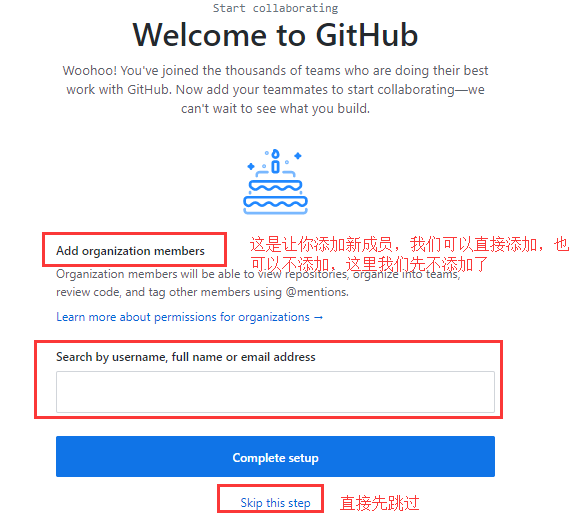 Start collaborating
Welcome to GitHub
Woohoo! You've joined the thousands of teams who are doing their best
work with GitHub. Now add your teammates to start collaborating—we
can't wait to see what you build.
Add organization members
这是让你添加新成员，我们可以直接添加，也
可以不添加，这里我们先不添加了
Organization members will be able to view repositories, organize into teams,
review code, and tag other members using @mentions.
Learn more about permissions for organizations →
Search by username, full name or email address
Complete setup
Skip this step 直接先跳过